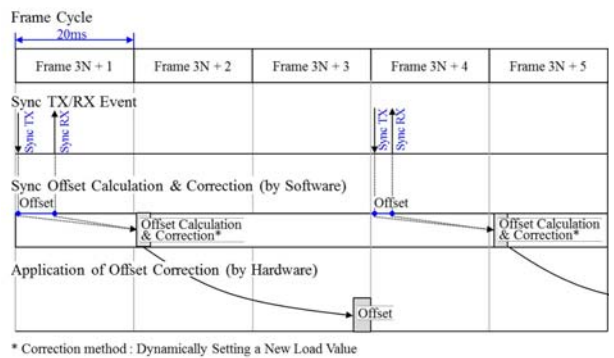 Frame Cycle
20ms
Frame 3N + 1
Frame 3N + 2
Frame 3N + 3
Frame 3N + 4
Frame 3N + 5
Sync TX/RX Event
Sync TX
Sync RX
Sync TX
Sync RX
Sync Offset Calculation & Correction (by Software)
Offset
Offset
Offset Calculation
& Correction*
Offset Calculation
& Correction*
Application of Offset Correction (by Hardware)
Offset
* Correction method : Dynamically Setting a New Load Value